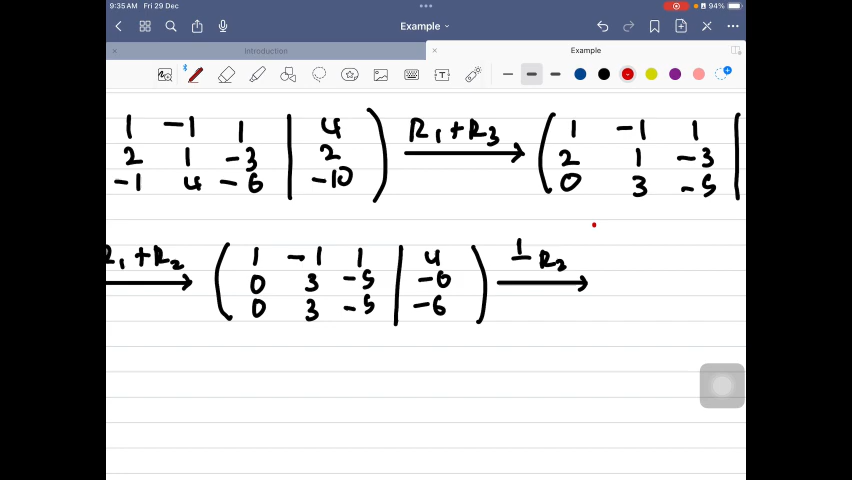 9:35 AM Fri 29 Dec
94%
Example
Introduction
Example
1 -1 1 | 4
2 1 -3 | 2
-1 4 -6 | -10
R1 + R3
1 -1 1
2 1 -3
0 3 -5
R1 + R2
1 -1 1 | 4
0 3 -5 | -6
0 3 -5 | -6